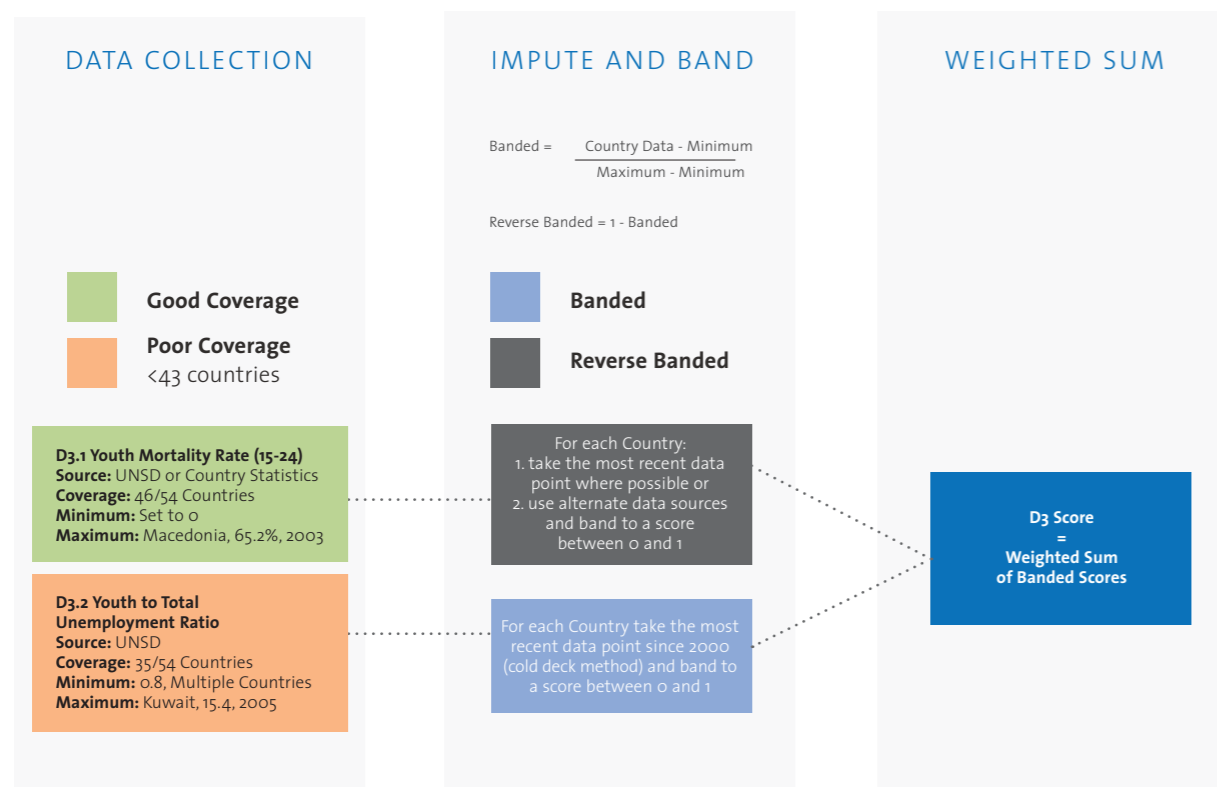 DATA COLLECTION
Good Coverage
Poor Coverage
<43 countries
D3.1 Youth Mortality Rate (15-24)
Source: UNSD or Country Statistics
Coverage: 46/54 Countries
Minimum: Set to 0
Maximum: Macedonia, 65.2%, 2003
D3.2 Youth to Total
Unemployment Ratio
Source: UNSD
Coverage: 35/54 Countries
Minimum: 0.8, Multiple Countries
Maximum: Kuwait, 15.4, 2005
IMPUTE AND BAND
Banded = Country Data - Minimum
Maximum - Minimum
Reverse Banded = 1 - Banded
Banded
Reverse Banded
For each Country:
1. take the most recent data
point where possible or
2. use alternate data sources
and band to a score
between 0 and 1
For each Country take the most
recent data point since 2000
(cold deck method) and band to
a score between 0 and 1
WEIGHTED SUM
D3 Score
=
Weighted Sum
of Banded Scores